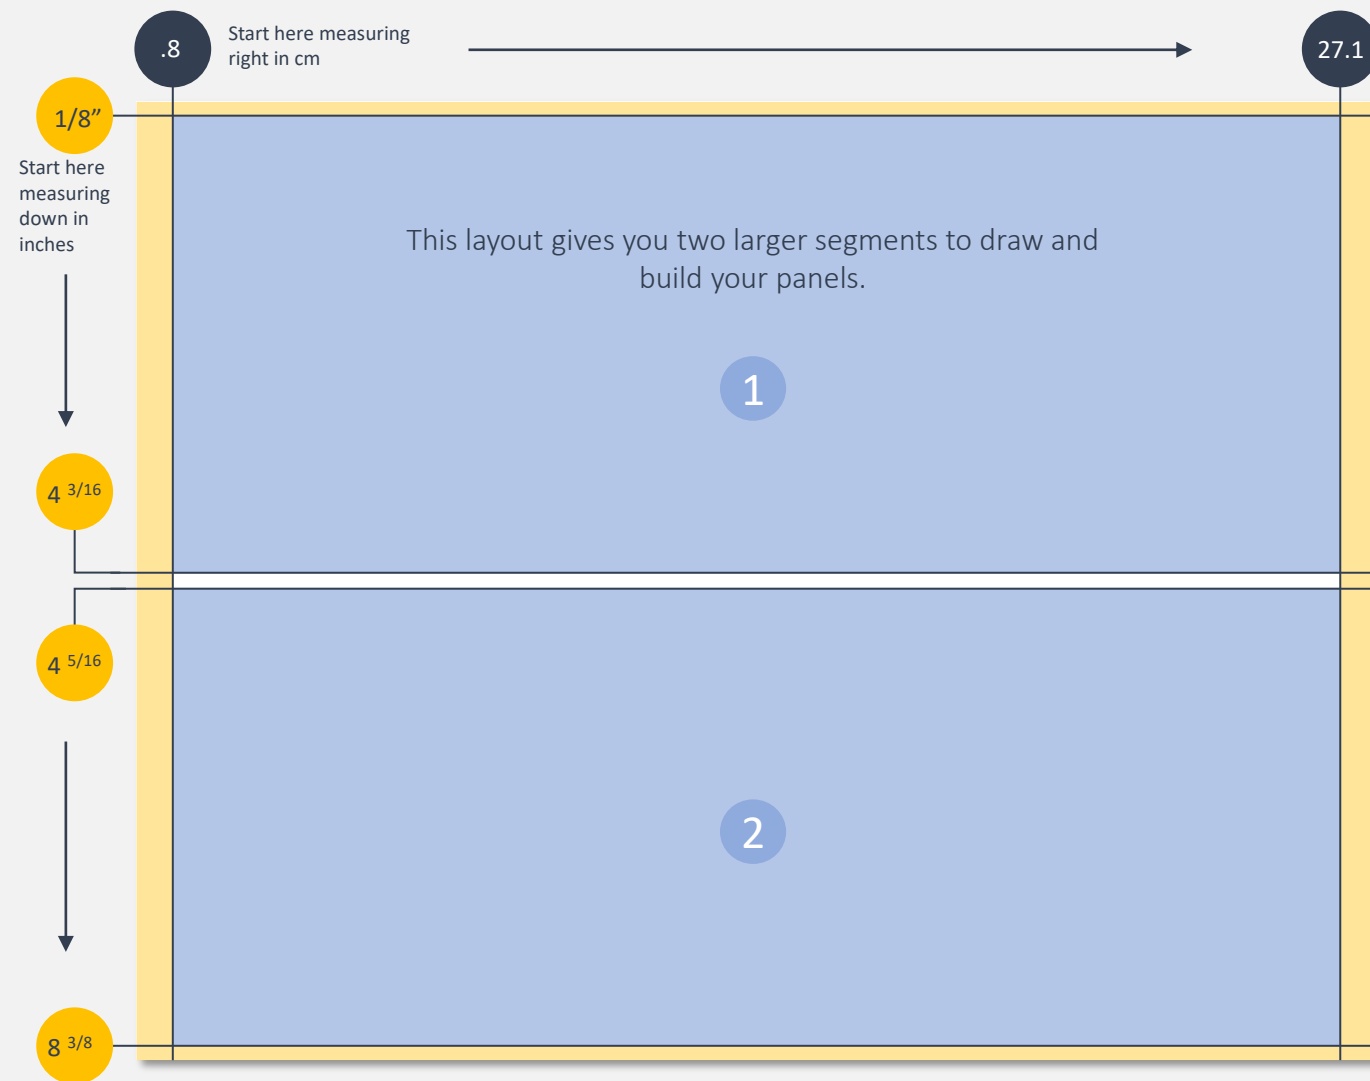 .8
Start here measuring
right in cm
27.1
1/8”
Start here
measuring
down in
inches
This layout gives you two larger segments to draw and
build your panels.
1
4 3/16
4 5/16
2
8 3/8